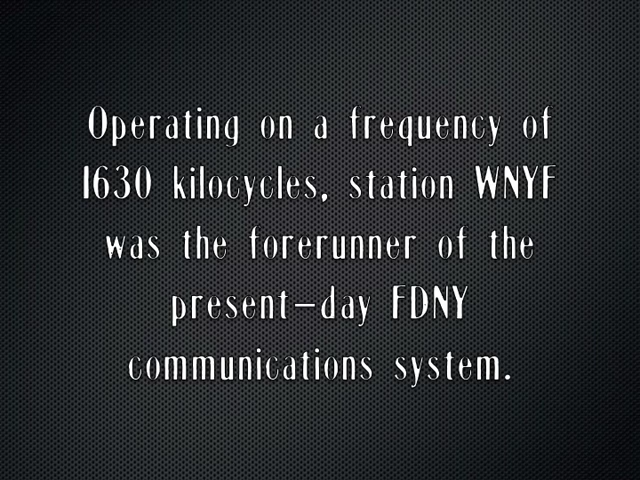 Operating on a frequency of
1630 kilocycles, station WNYF
was the forerunner of the
present-day FDNY
communications system.